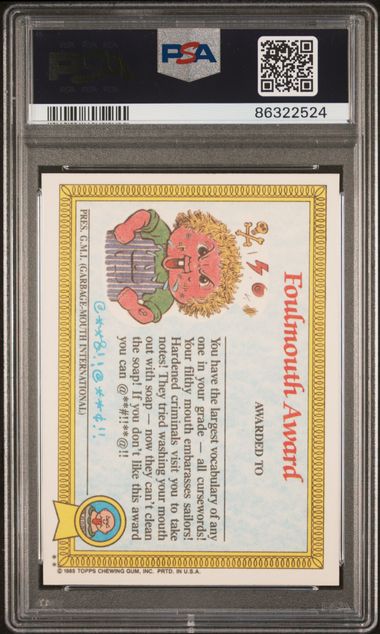 PSA
86322524
Foulmouth Award
AWARDED TO
You have the largest vocabulary of any
one in your grade — all cursewords!
Your filthy mouth embarasses sailors!
Hardened criminals visit you to take
notes! They tried washing your mouth
out with soap — now they can't clean
the soap! If you don't like this award
you can @**#!!**@!!
PRES. G.M.I. (GARBAGE-MOUTH INTERNATIONAL)
** © 1985 TOPPS CHEWING GUM, INC. PRTD. IN U.S.A.